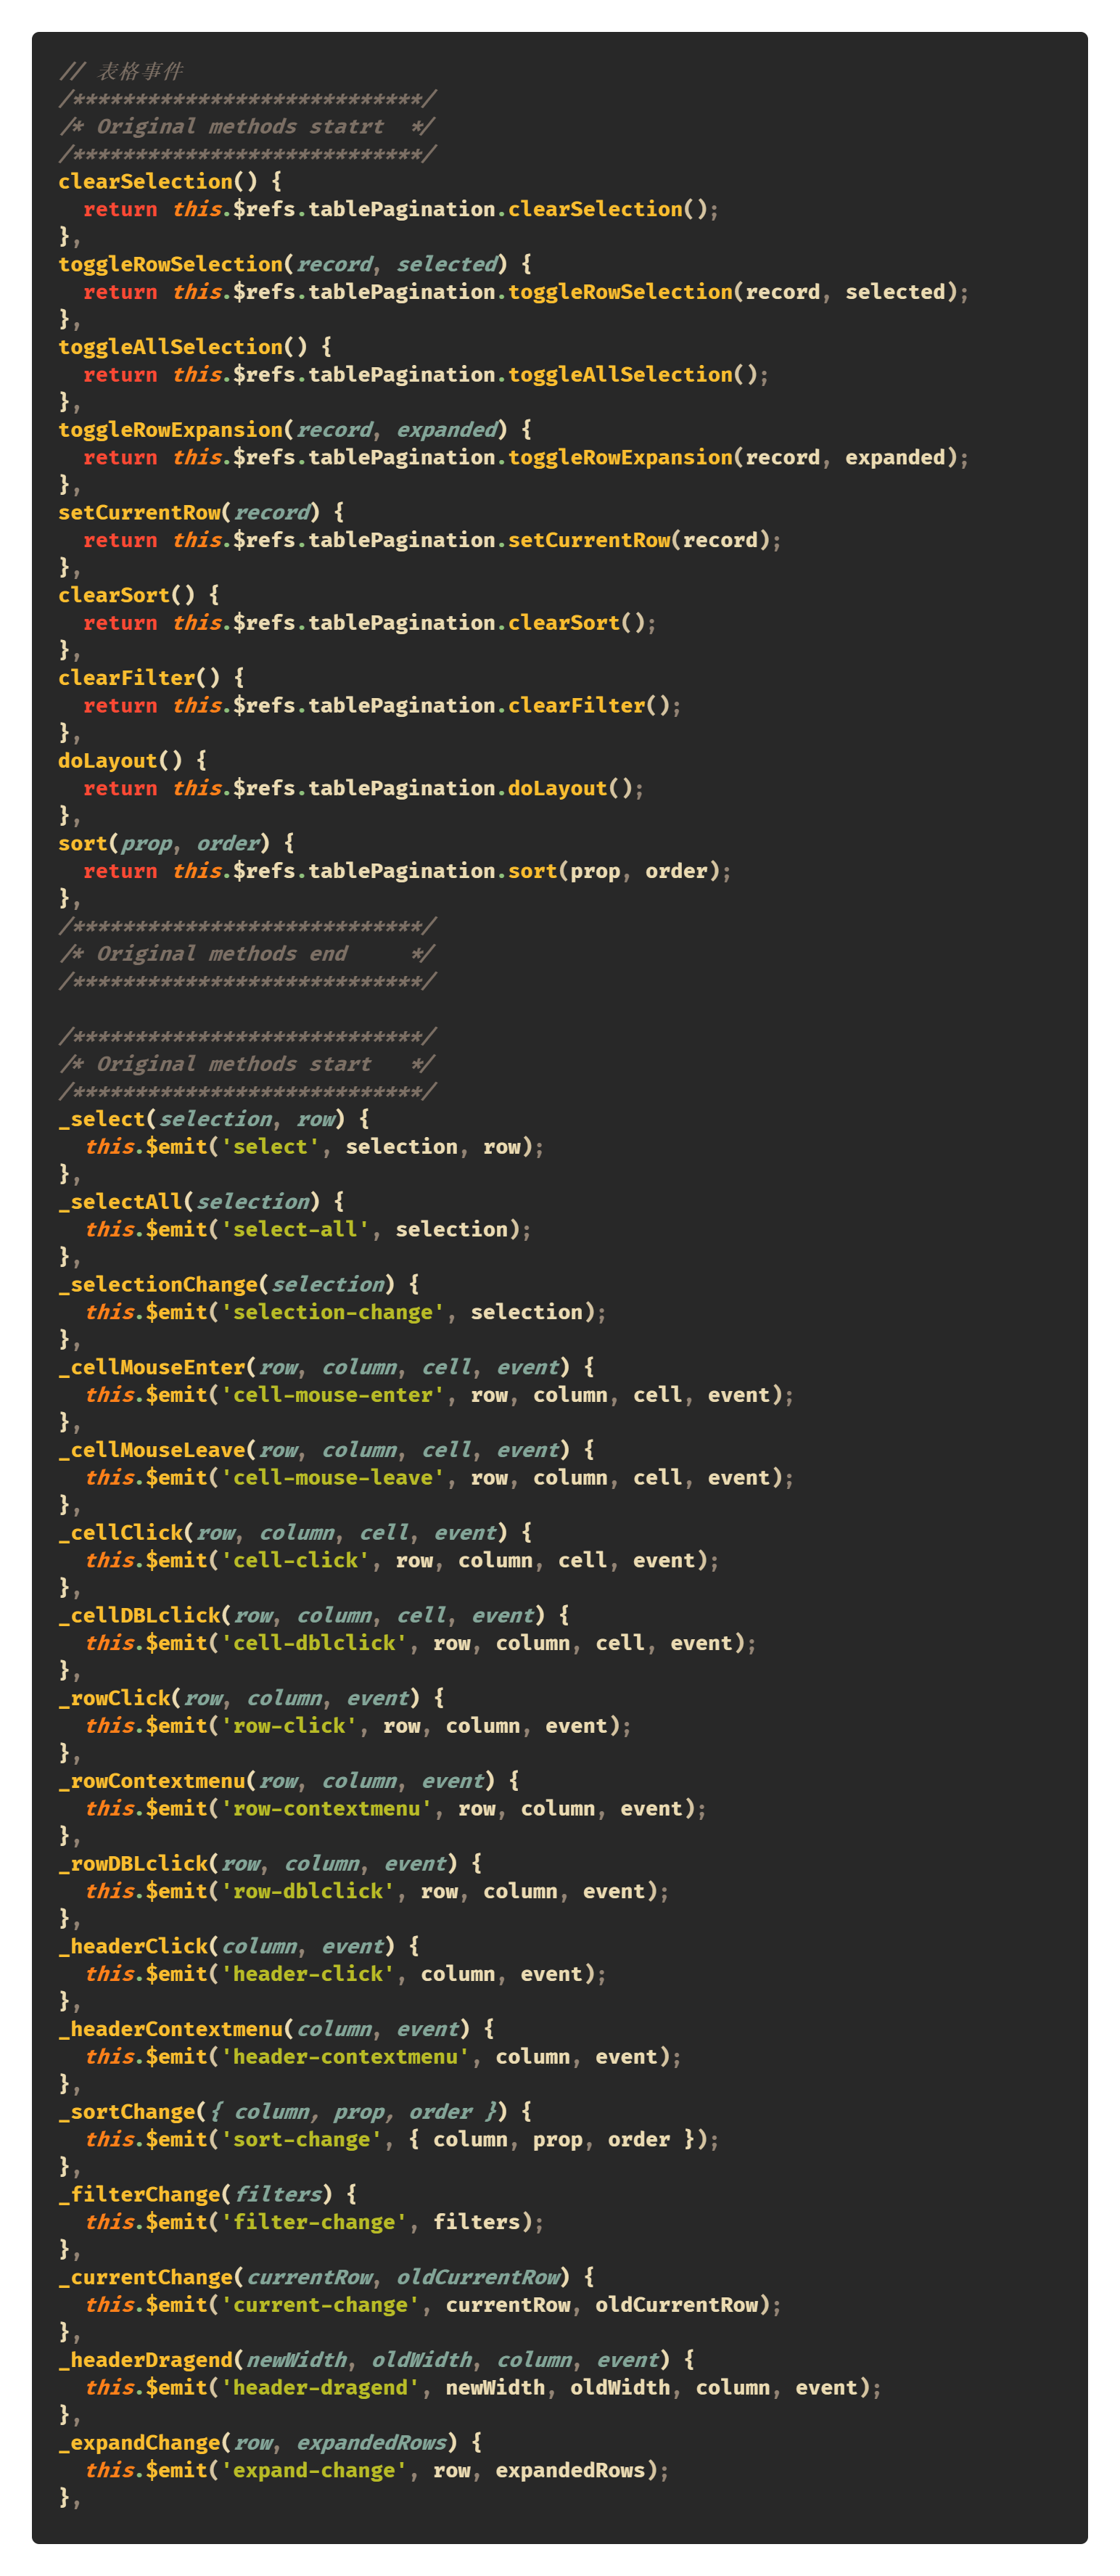 // 表格事件
/****************************/
/* Original methods statrt  */
/****************************/
clearSelection() {
  return this.$refs.tablePagination.clearSelection();
},
toggleRowSelection(record, selected) {
  return this.$refs.tablePagination.toggleRowSelection(record, selected);
},
toggleAllSelection() {
  return this.$refs.tablePagination.toggleAllSelection();
},
toggleRowExpansion(record, expanded) {
  return this.$refs.tablePagination.toggleRowExpansion(record, expanded);
},
setCurrentRow(record) {
  return this.$refs.tablePagination.setCurrentRow(record);
},
clearSort() {
  return this.$refs.tablePagination.clearSort();
},
clearFilter() {
  return this.$refs.tablePagination.clearFilter();
},
doLayout() {
  return this.$refs.tablePagination.doLayout();
},
sort(prop, order) {
  return this.$refs.tablePagination.sort(prop, order);
},
/****************************/
/* Original methods end     */
/****************************/

/****************************/
/* Original methods start   */
/****************************/
_select(selection, row) {
  this.$emit('select', selection, row);
},
_selectAll(selection) {
  this.$emit('select-all', selection);
},
_selectionChange(selection) {
  this.$emit('selection-change', selection);
},
_cellMouseEnter(row, column, cell, event) {
  this.$emit('cell-mouse-enter', row, column, cell, event);
},
_cellMouseLeave(row, column, cell, event) {
  this.$emit('cell-mouse-leave', row, column, cell, event);
},
_cellClick(row, column, cell, event) {
  this.$emit('cell-click', row, column, cell, event);
},
_cellDBLclick(row, column, cell, event) {
  this.$emit('cell-dblclick', row, column, cell, event);
},
_rowClick(row, column, event) {
  this.$emit('row-click', row, column, event);
},
_rowContextmenu(row, column, event) {
  this.$emit('row-contextmenu', row, column, event);
},
_rowDBLclick(row, column, event) {
  this.$emit('row-dblclick', row, column, event);
},
_headerClick(column, event) {
  this.$emit('header-click', column, event);
},
_headerContextmenu(column, event) {
  this.$emit('header-contextmenu', column, event);
},
_sortChange({ column, prop, order }) {
  this.$emit('sort-change', { column, prop, order });
},
_filterChange(filters) {
  this.$emit('filter-change', filters);
},
_currentChange(currentRow, oldCurrentRow) {
  this.$emit('current-change', currentRow, oldCurrentRow);
},
_headerDragend(newWidth, oldWidth, column, event) {
  this.$emit('header-dragend', newWidth, oldWidth, column, event);
},
_expandChange(row, expandedRows) {
  this.$emit('expand-change', row, expandedRows);
},